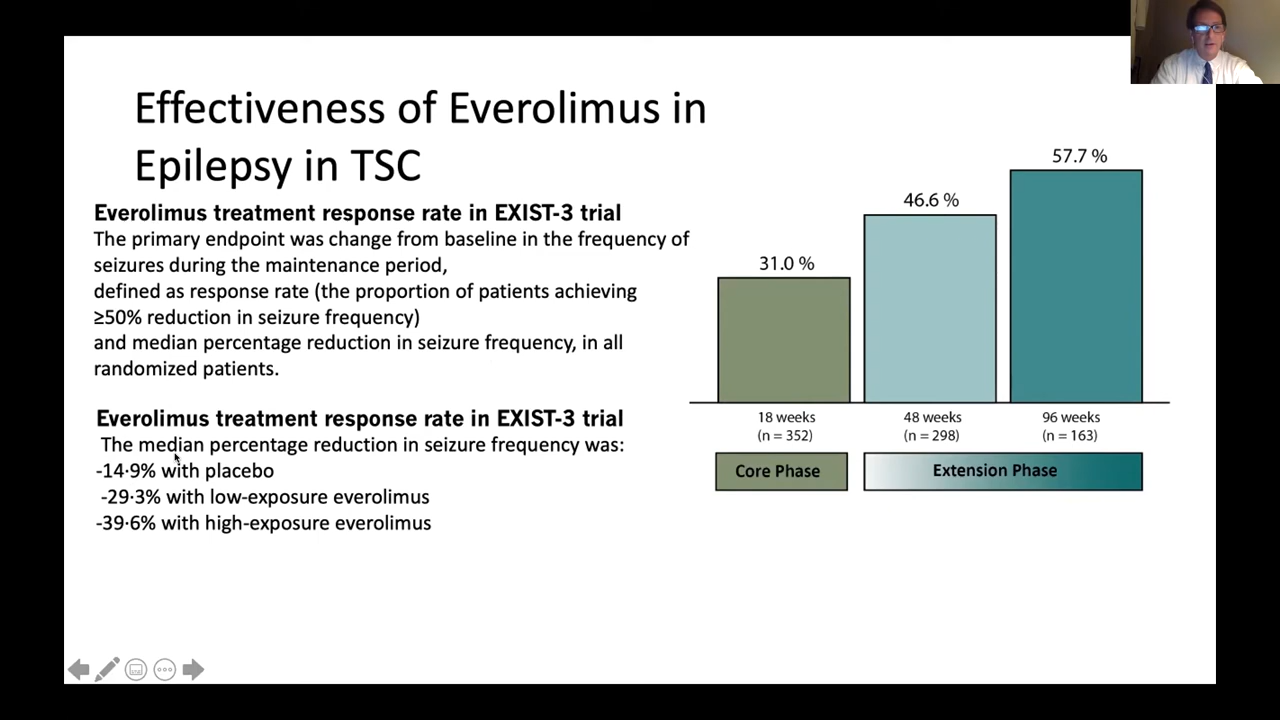 Effectiveness of Everolimus in
Epilepsy in TSC
Everolimus treatment response rate in EXIST-3 trial
The primary endpoint was change from baseline in the frequency of
seizures during the maintenance period,
defined as response rate (the proportion of patients achieving
≥50% reduction in seizure frequency)
and median percentage reduction in seizure frequency, in all
randomized patients.
Everolimus treatment response rate in EXIST-3 trial
The median percentage reduction in seizure frequency was:
-14·9% with placebo
-29·3% with low-exposure everolimus
-39·6% with high-exposure everolimus
31.0 %
46.6 %
57.7 %
18 weeks
(n = 352)
48 weeks
(n = 298)
96 weeks
(n = 163)
Core Phase
Extension Phase